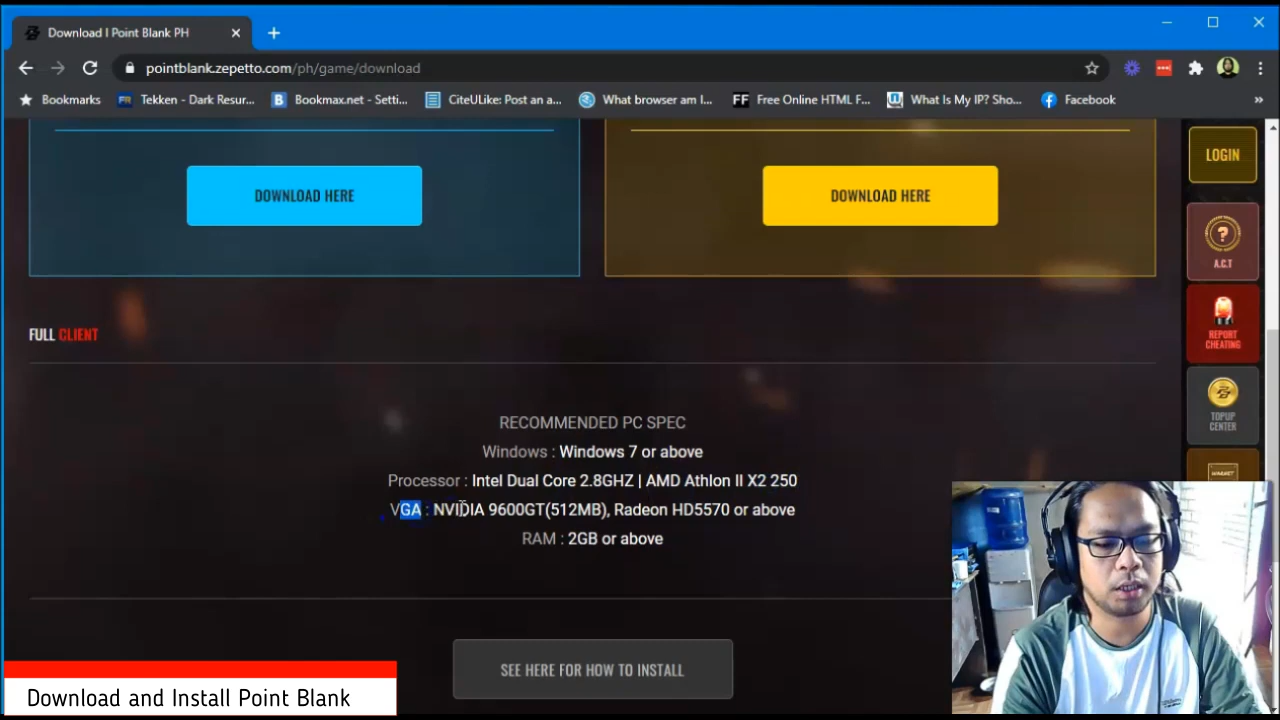 Download I Point Blank PH
pointblank.zepetto.com/ph/game/download
Bookmarks
Tekken - Dark Resur...
Bookmax.net - Setti...
CiteULike: Post an a...
What browser am I...
FF Free Online HTML F...
What Is My IP? Sho...
Facebook
LOGIN
DOWNLOAD HERE
DOWNLOAD HERE
A.C.T
REPORT
CHEATING
FULL CLIENT
TOPUP
CENTER
RECOMMENDED PC SPEC
Windows : Windows 7 or above
Processor : Intel Dual Core 2.8GHZ | AMD Athlon II X2 250
VGA : NVIDIA 9600GT(512MB), Radeon HD5570 or above
RAM : 2GB or above
SEE HERE FOR HOW TO INSTALL
Download and Install Point Blank